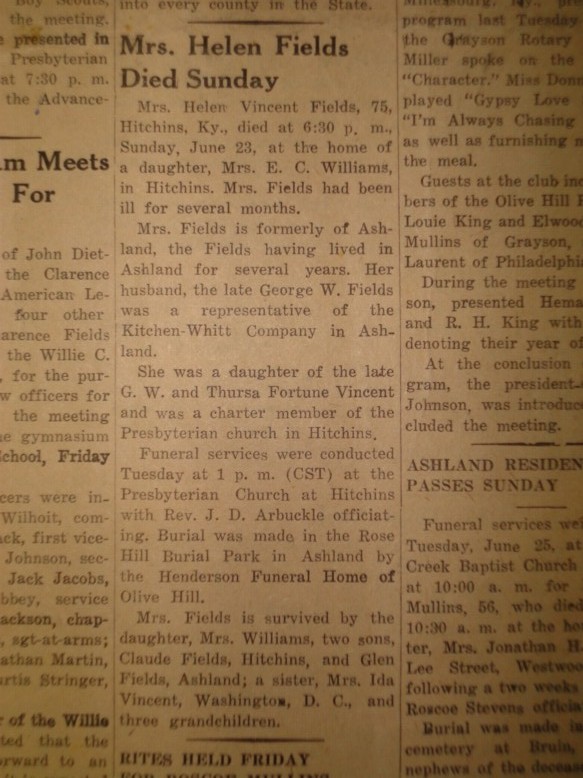 Boy Scouts,
the meeting.
presented in
Presbyterian
at 7:30 p. m.
the Advance-
Meets
For
of John Diet-
the Clarence
American Le-
four other
Fields
the Willie C.
for the pur-
officers for
the meeting
gymnasium
Friday
were in-
Wilhoit, com-
first vice-
Johnson, sec-
Jack Jacobs,
service
chap-
sgt-at-arms;
Martin,
Stringer,
of the Willie
that the
to an
into every county in the State.
Mrs. Helen Fields
Died Sunday
Mrs. Helen Vincent Fields, 75,
Hitchins, Ky., died at 6:30 p. m.,
Sunday, June 23, at the home of
a daughter, Mrs. E. C. Williams,
in Hitchins. Mrs. Fields had been
ill for several months.
Mrs. Fields is formerly of Ash-
land, the Fields having lived in
Ashland for several years. Her
husband, the late George W. Fields
was a representative of the
Kitchen-Whitt Company in Ash-
land.
She was a daughter of the late
G. W. and Thursa Fortune Vincent
and was a charter member of the
Presbyterian church in Hitchins.
Funeral services were conducted
Tuesday at 1 p. m. (CST) at the
Presbyterian Church at Hitchins
with Rev. J. D. Arbuckle officiat-
ing. Burial was made in the Rose
Hill Burial Park in Ashland by
the Henderson Funeral Home of
Olive Hill.
Mrs. Fields is survived by the
daughter, Mrs. Williams, two sons,
Claude Fields, Hitchins, and Glen
Fields, Ashland; a sister, Mrs. Ida
Vincent, Washington, D. C., and
three grandchildren.
RITES HELD FRIDAY
FOR ROSCOE MULLINS
program last Tuesday
the Grayson Rotary
Miller spoke on the
"Character." Miss
played "Gypsy Love
"I'm Always Chasing
as well as furnishing
the meal.
Guests at the club
bers of the Olive Hill
Louie King and
Mullins of Grayson,
Laurent of
During the meeting
son, presented
and R. H. King with
denoting their year of
At the conclusion
gram, the president-
Johnson, was
cluded the meeting.
ASHLAND
PASSES SUNDAY
Funeral services
Tuesday, June 25, at
Creek Baptist Church
at 10:00 a. m. for
Mullins, 56, who
10:30 a. m. at the
ter, Mrs. Jonathan H.
Lee Street,
following a two weeks
Roscoe Stevens
Burial was made
cemetery at Bruin,
nephews of the